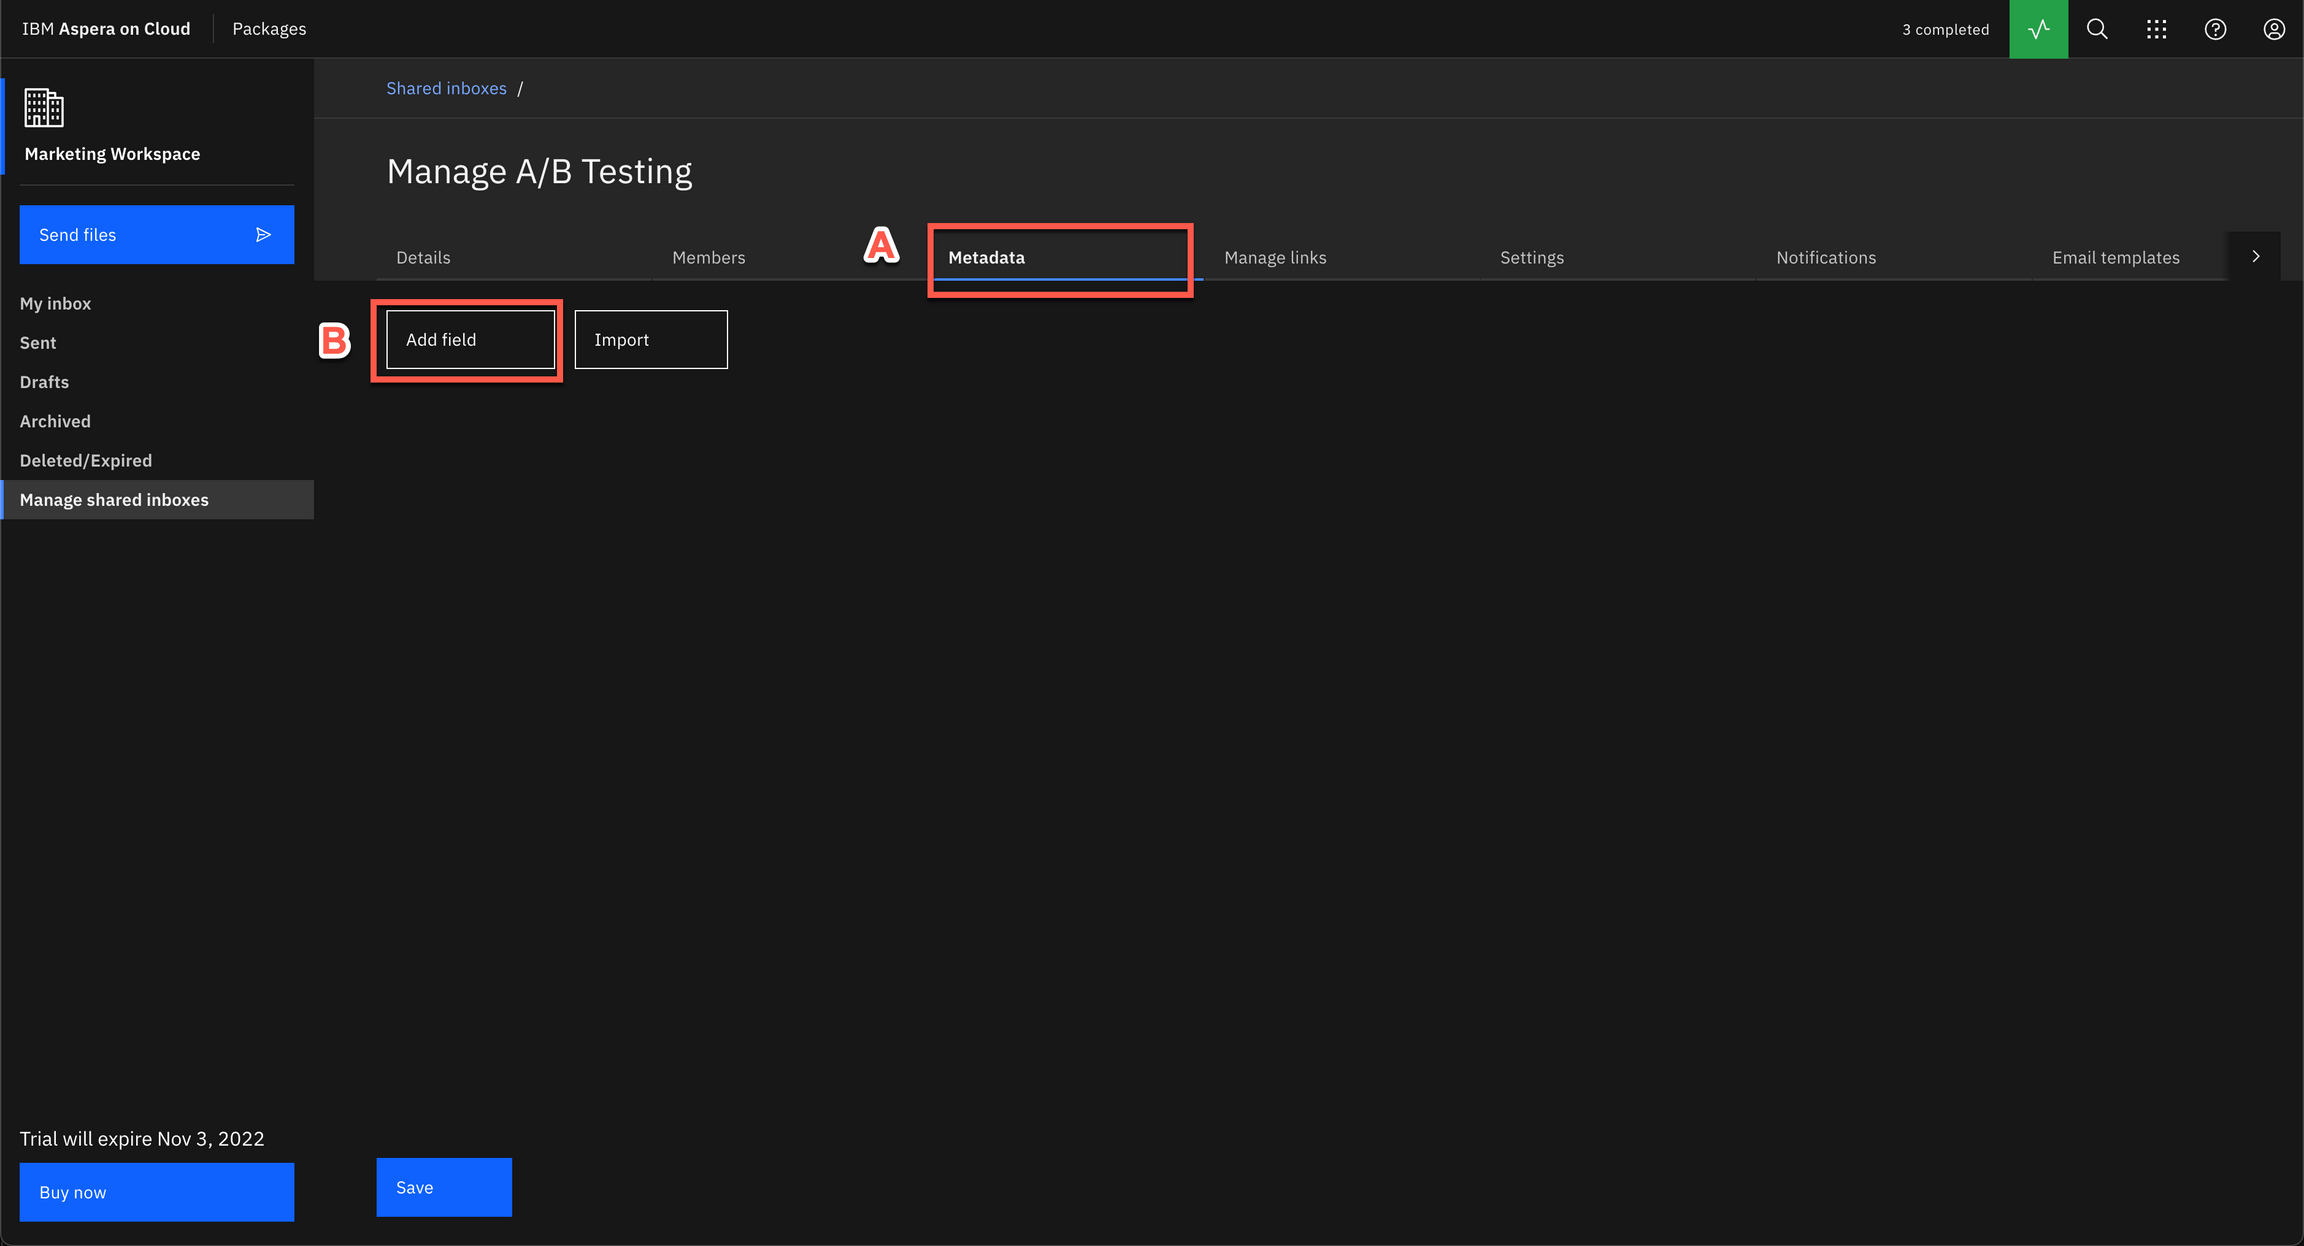 IBM Aspera on Cloud
Packages
3 completed
Marketing Workspace
Send files
My inbox
Sent
Drafts
Archived
Deleted/Expired
Manage shared inboxes
Trial will expire Nov 3, 2022
Buy now
Shared inboxes /
Manage A/B Testing
Details
Members
A
Metadata
Manage links
Settings
Notifications
Email templates
B
Add field
Import
Save